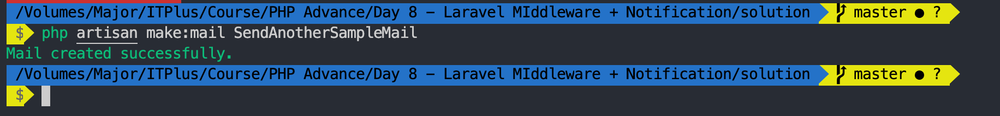 /Volumes/Major/ITPlus/Course/PHP Advance/Day 8 - Laravel MIddleware + Notification/solution master ● ?
$ php artisan make:mail SendAnotherSampleMail
Mail created successfully.
/Volumes/Major/ITPlus/Course/PHP Advance/Day 8 - Laravel MIddleware + Notification/solution master ● ?
$